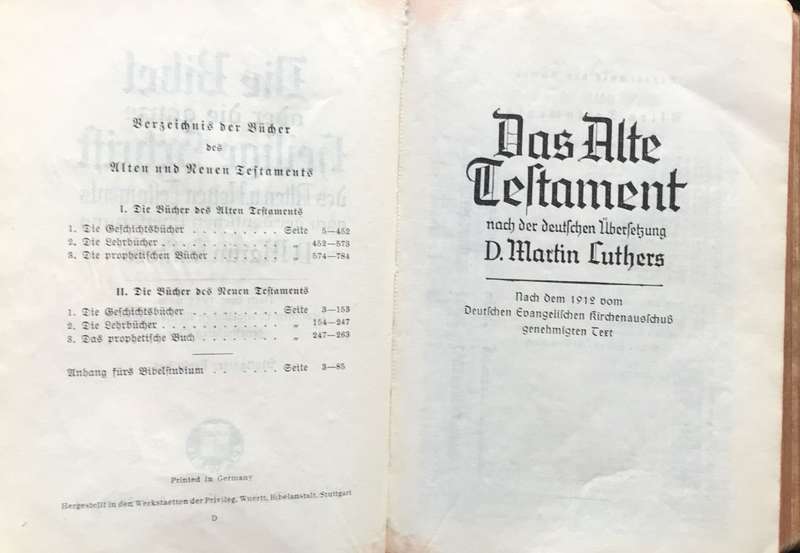 Verzeichnis der Bücher
des
Alten und Neuen Testaments
I. Die Bücher des Alten Testaments
1. Die Geschichtsbücher . . . . . . . . . Seite 5—452
2. Die Lehrbücher . . . . . . . . . . . „ 452—573
3. Die prophetischen Bücher . . . . . . . „ 574—784
II. Die Bücher des Neuen Testaments
1. Die Geschichtsbücher . . . . . . . . . Seite 3—153
2. Die Lehrbücher . . . . . . . . . . . „ 154—247
3. Das prophetische Buch . . . . . . . . „ 247—263
Anhang fürs Bibelstudium . . . . . . Seite 3—85
Printed in Germany
Hergestellt in den Werkstaetten der Privileg. Wuertt. Bibelanstalt, Stuttgart
D
Das Alte
Testament
nach der deutschen Übersetzung
D. Martin Luthers
Nach dem 1912 vom
Deutschen Evangelischen Kirchenausschuß
genehmigten Text